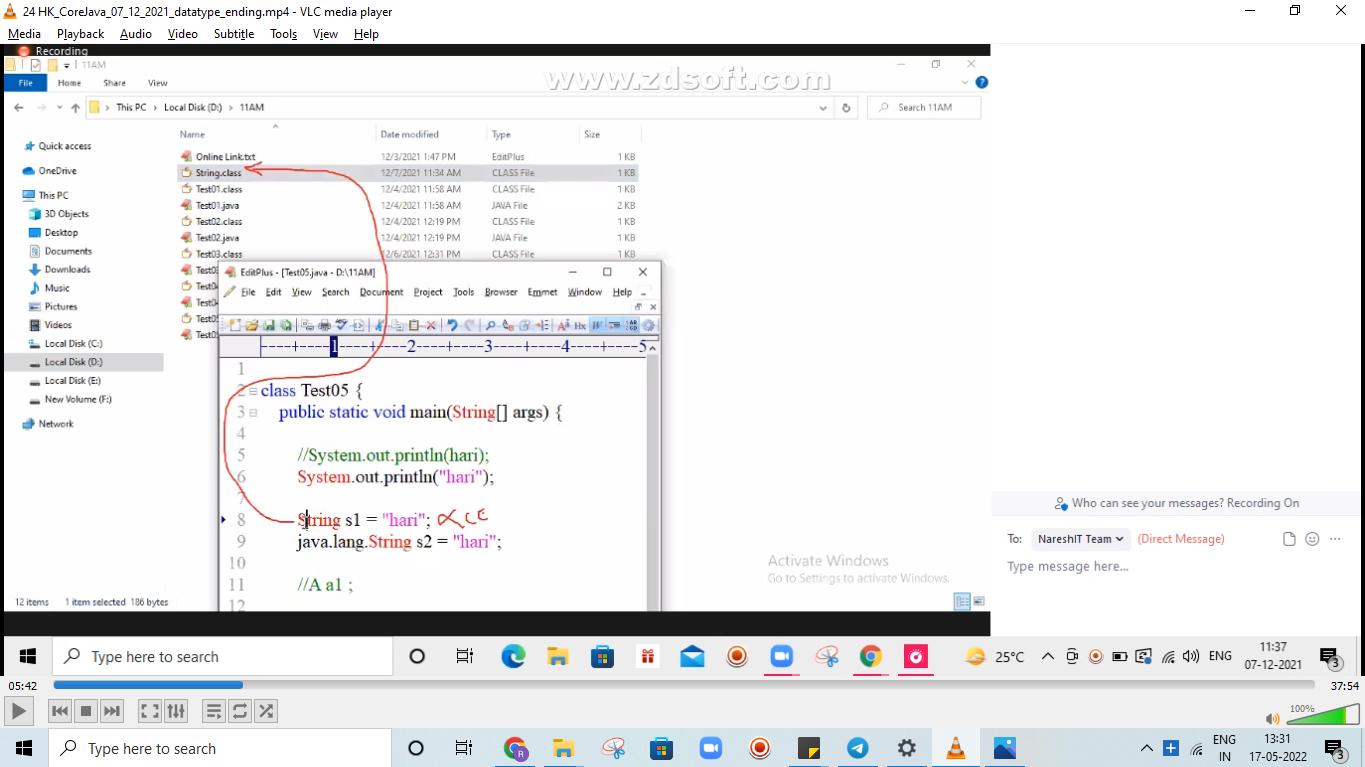 24 HK_CoreJava_07_12_2021_datatype_ending.mp4 - VLC media player
Media Playback Audio Video Subtitle Tools View Help
Recording
11AM
www.zdsoft.com
File Home Share View
This PC Local Disk (D:) 11AM
Search 11AM
Name Date modified Type Size
Quick access
OneDrive
This PC
3D Objects
Desktop
Documents
Downloads
Music
Pictures
Videos
Local Disk (C:)
Local Disk (D:)
Local Disk (E:)
New Volume (F:)
Network
Online Link.txt 12/3/2021 1:47 PM EditPlus 1 KB
String.class 12/7/2021 11:34 AM CLASS File 1 KB
Test01.class 12/4/2021 11:58 AM CLASS File 1 KB
Test01.java 12/4/2021 11:58 AM JAVA File 2 KB
Test02.class 12/4/2021 12:19 PM CLASS File 1 KB
Test02.java 12/4/2021 12:19 PM JAVA File 1 KB
Test03.class 12/6/2021 12:31 PM CLASS File 1 KB
EditPlus - [Test05.java - D:\11AM]
File Edit View Search Document Project Tools Browser Emmet Window Help
----+----1----+----2----+----3----+----4----+----5
1
2 class Test05 {
3 public static void main(String[] args) {
4
5 //System.out.println(hari);
6 System.out.println("hari");
7
8 String s1 = "hari"; CE
9 java.lang.String s2 = "hari";
10
11 //A a1 ;
12
12 items 1 item selected 186 bytes
Activate Windows
Go to Settings to activate Windows.
Who can see your messages? Recording On
To: NareshIT Team (Direct Message)
Type message here...
Type here to search
25°C
ENG
11:37
07-12-2021
3
05:42
37:54
100%
Type here to search
ENG
IN
13:31
17-05-2022
3